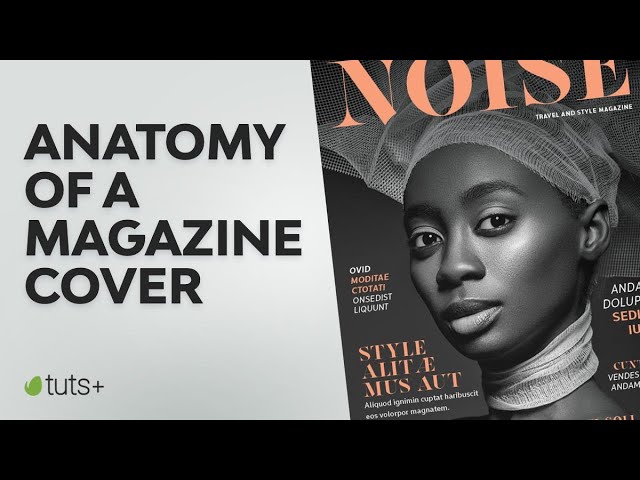 ANATOMY
OF A
MAGAZINE
COVER
tuts+
NOISE
TRAVEL AND STYLE MAGAZINE
OVID
MODITAE
CTOTATI
ONSEDIST
LIQUUNT
STYLE
ALITÆ
MUS AUT
Aliquod ignimin cuptat haribuscit
eos volorpor magnatem.
ANDA
DOLUP
SEDI
IU
CUNT
VENDES
ANDAM